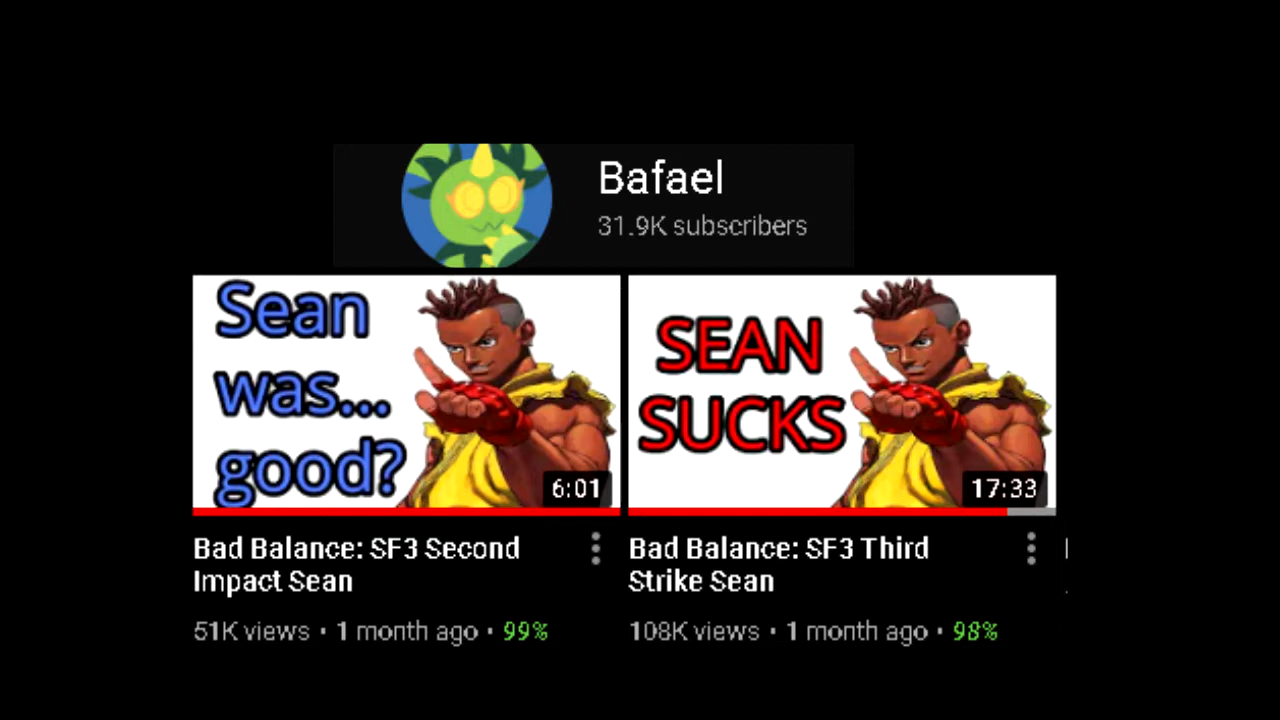 Bafael
31.9K subscribers
Sean
was...
good?
6:01
SEAN
SUCKS
17:33
Bad Balance: SF3 Second
Impact Sean
51K views • 1 month ago • 99%
Bad Balance: SF3 Third
Strike Sean
108K views • 1 month ago • 98%